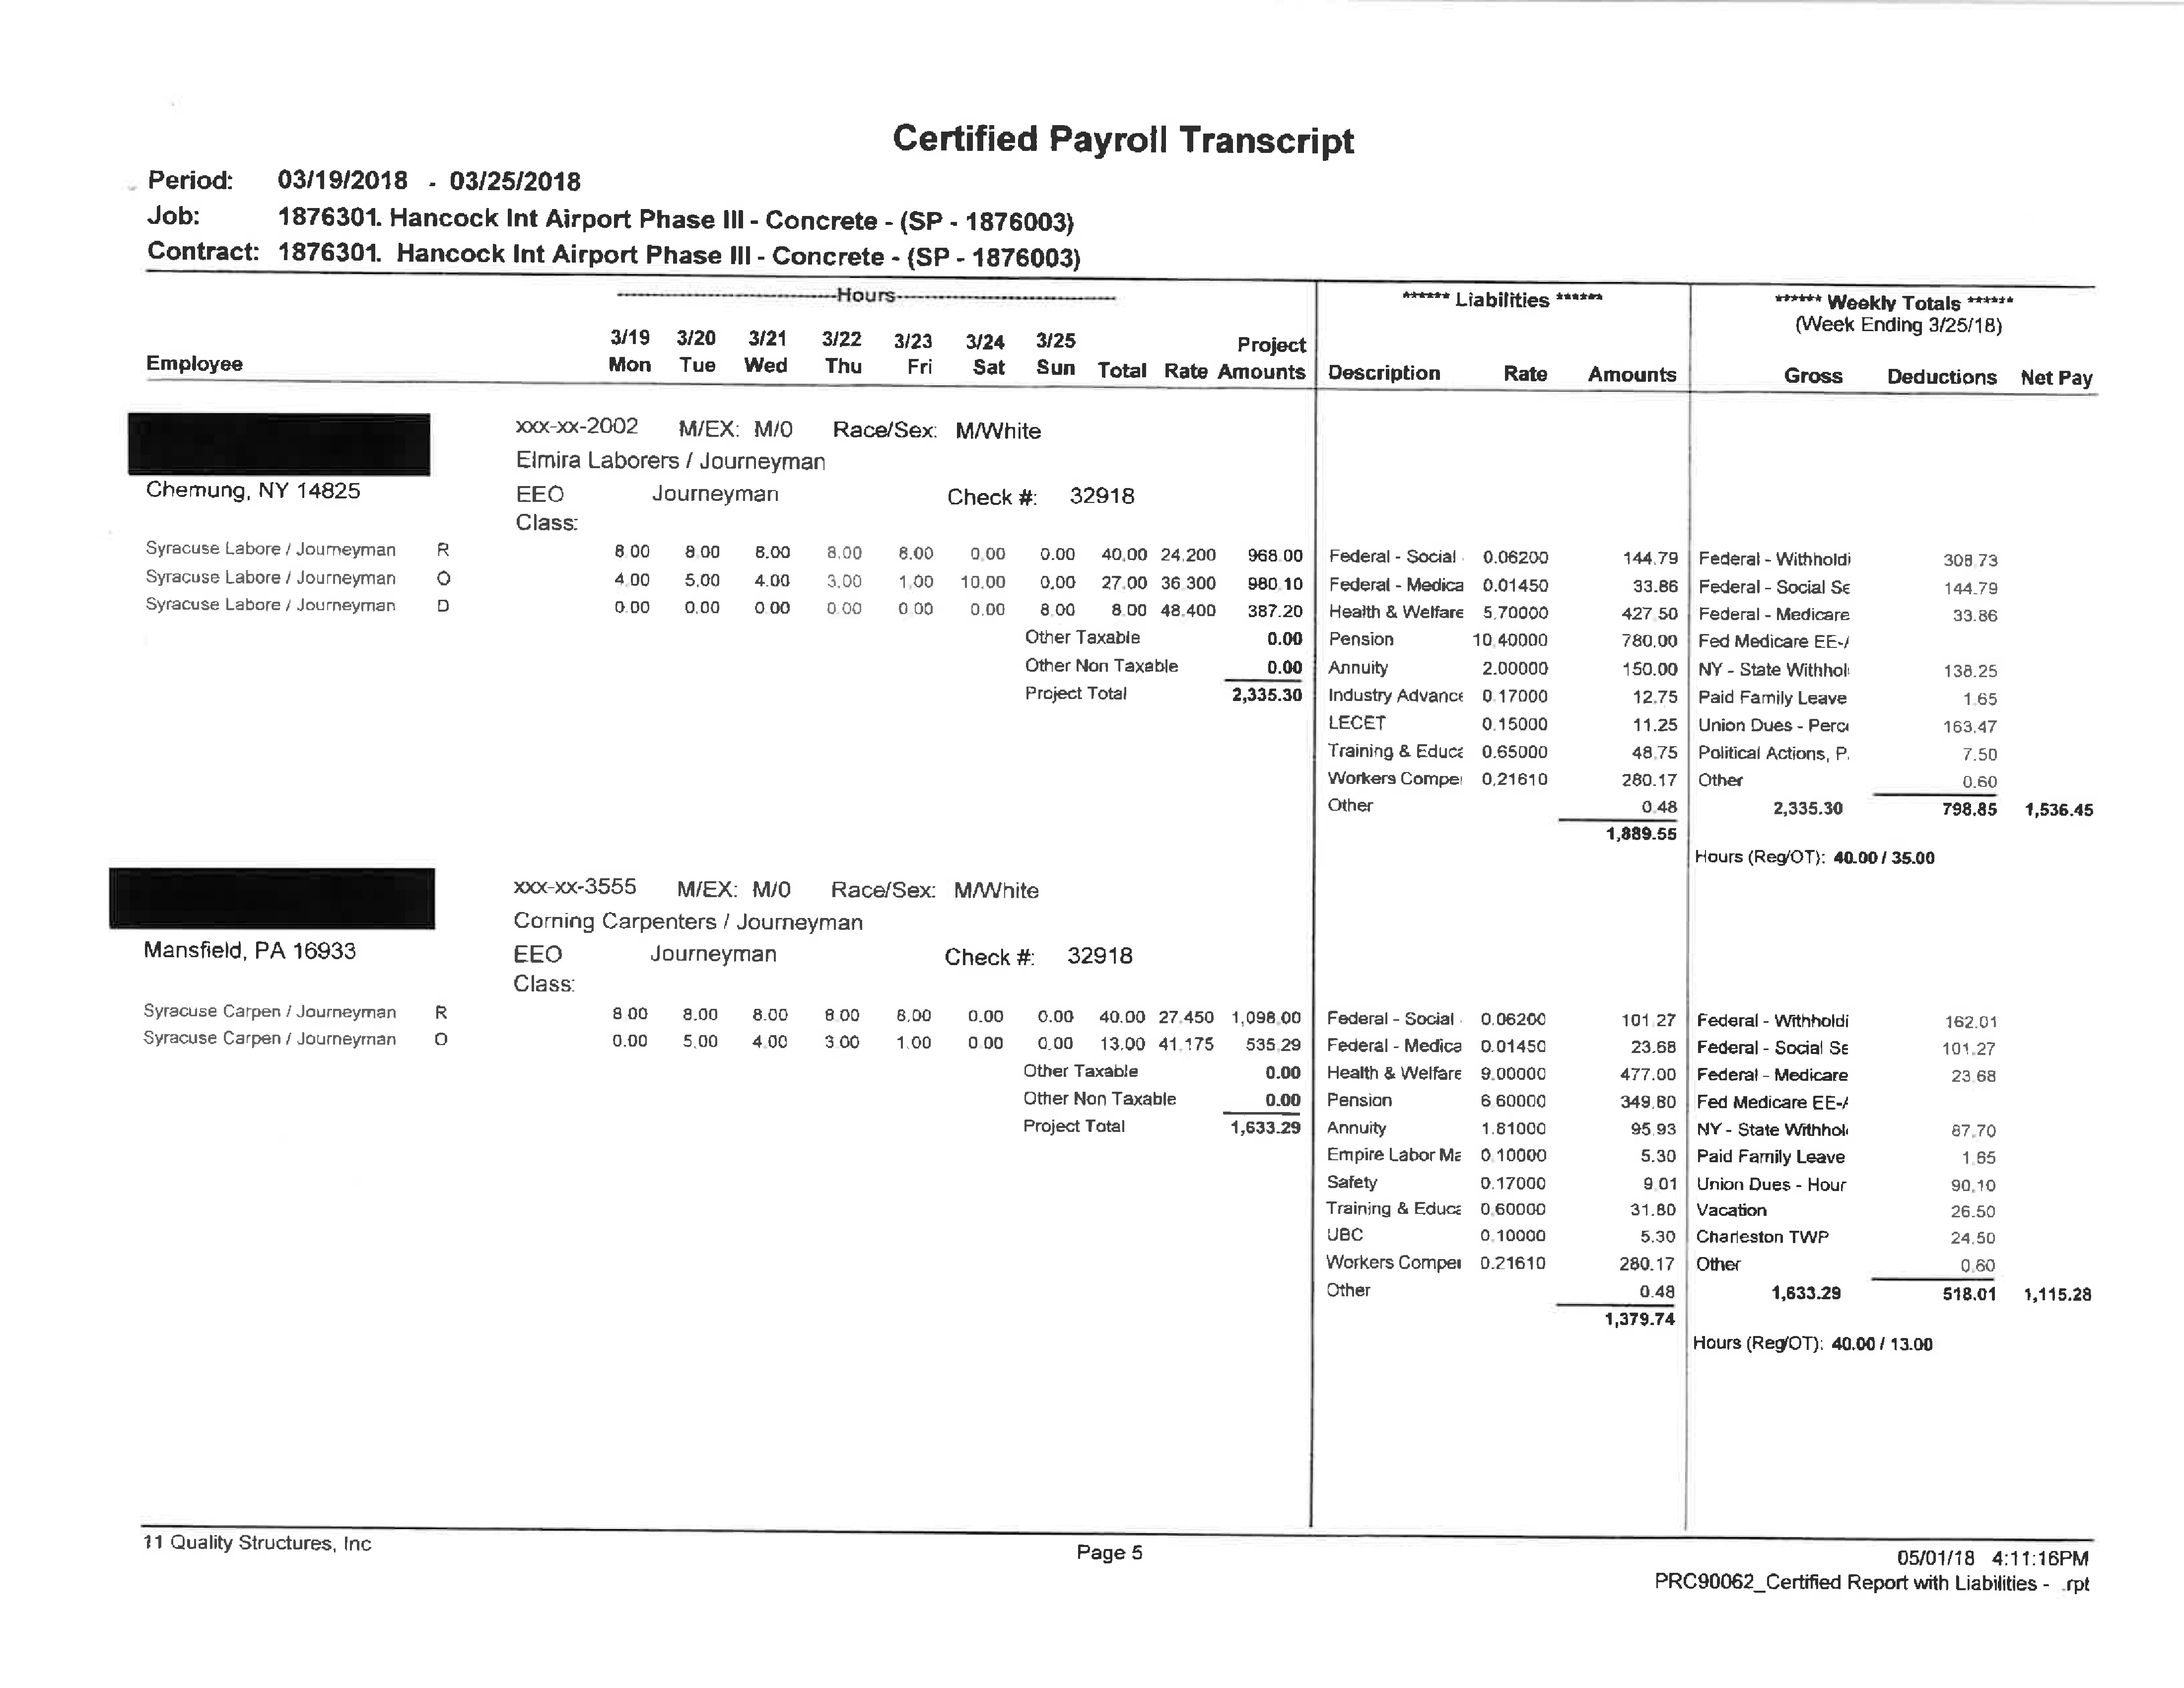 Certified Payroll Transcript
Period: 03/19/2018 - 03/25/2018
Job: 1876301. Hancock Int Airport Phase III - Concrete - (SP - 1876003)
Contract: 1876301. Hancock Int Airport Phase III - Concrete - (SP - 1876003)
Hours ****** Liabilities ****** ****** Weekly Totals ******
(Week Ending 3/25/18)
3/19 3/20 3/21 3/22 3/23 3/24 3/25 Project
Employee Mon Tue Wed Thu Fri Sat Sun Total Rate Amounts Description Rate Amounts Gross Deductions Net Pay
xxx-xx-2002 M/EX: M/0 Race/Sex: M/White
Elmira Laborers / Journeyman
Chemung, NY 14825 EEO Journeyman Check #: 32918
Class:
Syracuse Labore / Journeyman R 8.00 8.00 8.00 8.00 8.00 0.00 0.00 40.00 24.200 968.00 Federal - Social 0.06200 144.79 Federal - Withholdi 308.73
Syracuse Labore / Journeyman O 4.00 5.00 4.00 3.00 1.00 10.00 0.00 27.00 36.300 980.10 Federal - Medica 0.01450 33.86 Federal - Social Se 144.79
Syracuse Labore / Journeyman D 0.00 0.00 0.00 0.00 0.00 0.00 8.00 8.00 48.400 387.20 Health & Welfare 5.70000 427.50 Federal - Medicare 33.86
Other Taxable 0.00 Pension 10.40000 780.00 Fed Medicare EE-/
Other Non Taxable 0.00 Annuity 2.00000 150.00 NY - State Withhol 138.25
Project Total 2,335.30 Industry Advance 0.17000 12.75 Paid Family Leave 1.65
LECET 0.15000 11.25 Union Dues - Perc 163.47
Training & Educa 0.65000 48.75 Political Actions, P. 7.50
Workers Compe 0.21610 280.17 Other 0.60
Other 0.48 2,335.30 798.85 1,536.45
1,889.55
Hours (Reg/OT): 40.00 / 35.00
xxx-xx-3555 M/EX: M/0 Race/Sex: M/White
Corning Carpenters / Journeyman
Mansfield, PA 16933 EEO Journeyman Check #: 32918
Class:
Syracuse Carpen / Journeyman R 8.00 8.00 8.00 8.00 8.00 0.00 0.00 40.00 27.450 1,098.00 Federal - Social 0.06200 101.27 Federal - Withholdi 162.01
Syracuse Carpen / Journeyman O 0.00 5.00 4.00 3.00 1.00 0.00 0.00 13.00 41.175 535.29 Federal - Medica 0.01450 23.68 Federal - Social Se 101.27
Other Taxable 0.00 Health & Welfare 9.00000 477.00 Federal - Medicare 23.68
Other Non Taxable 0.00 Pension 6.60000 349.80 Fed Medicare EE-/
Project Total 1,633.29 Annuity 1.81000 95.93 NY - State Withhol 87.70
Empire Labor Ma 0.10000 5.30 Paid Family Leave 1.65
Safety 0.17000 9.01 Union Dues - Hour 90.10
Training & Educa 0.60000 31.80 Vacation 26.50
UBC 0.10000 5.30 Charleston TWP 24.50
Workers Compe 0.21610 280.17 Other 0.60
Other 0.48 1,633.29 518.01 1,115.28
1,379.74
Hours (Reg/OT): 40.00 / 13.00
11 Quality Structures, Inc Page 5 05/01/18 4:11:16PM
PRC90062_Certified Report with Liabilities - .rpt